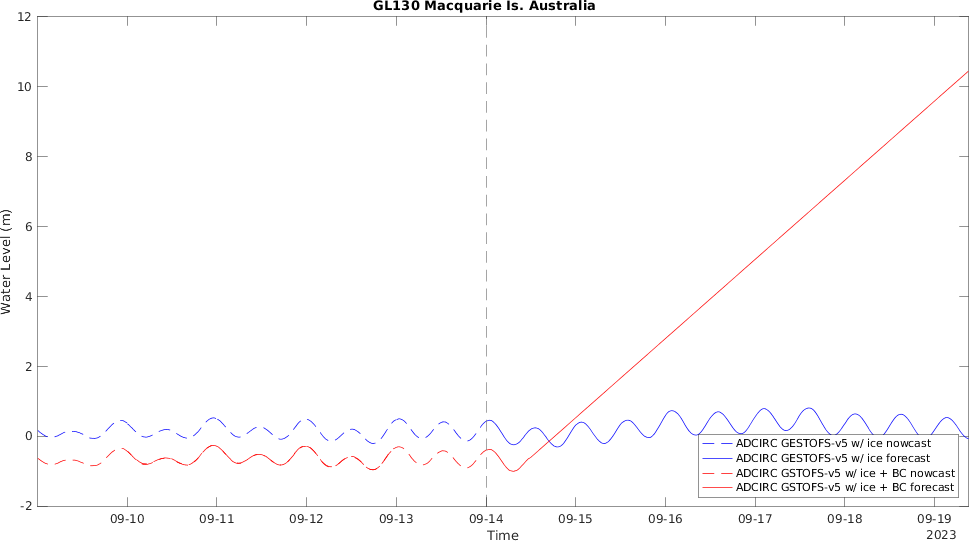 GL130 Macquarie Is. Australia
12
10
8
6
4
2
0
-2
Water Level (m)
ADCIRC GESTOFS-v5 w/ ice nowcast
ADCIRC GESTOFS-v5 w/ ice forecast
ADCIRC GSTOFS-v5 w/ ice + BC nowcast
ADCIRC GSTOFS-v5 w/ ice + BC forecast
09-10 09-11 09-12 09-13 09-14 09-15 09-16 09-17 09-18 09-19
Time 2023